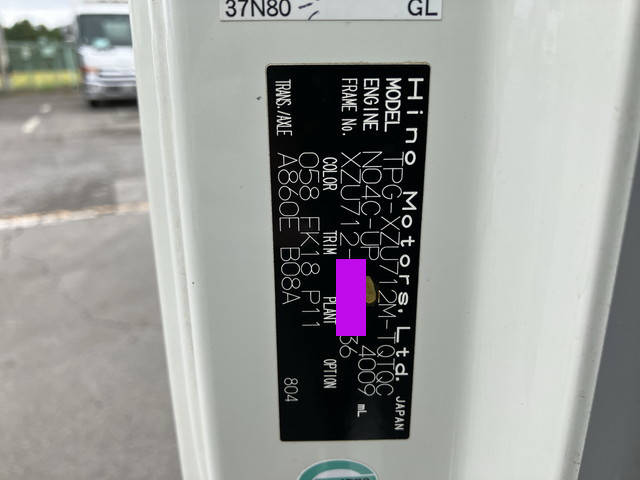 37N80 GL
Hino Motors, Ltd. JAPAN
MODEL TPG-XZU712M-TQTQC
ENGINE N04C-UP 4009 mL
FRAME No. XZU712- 36
COLOR TRIM PLANT OPTION
058 FK18 P11
TRANS./AXLE A860E B08A 804